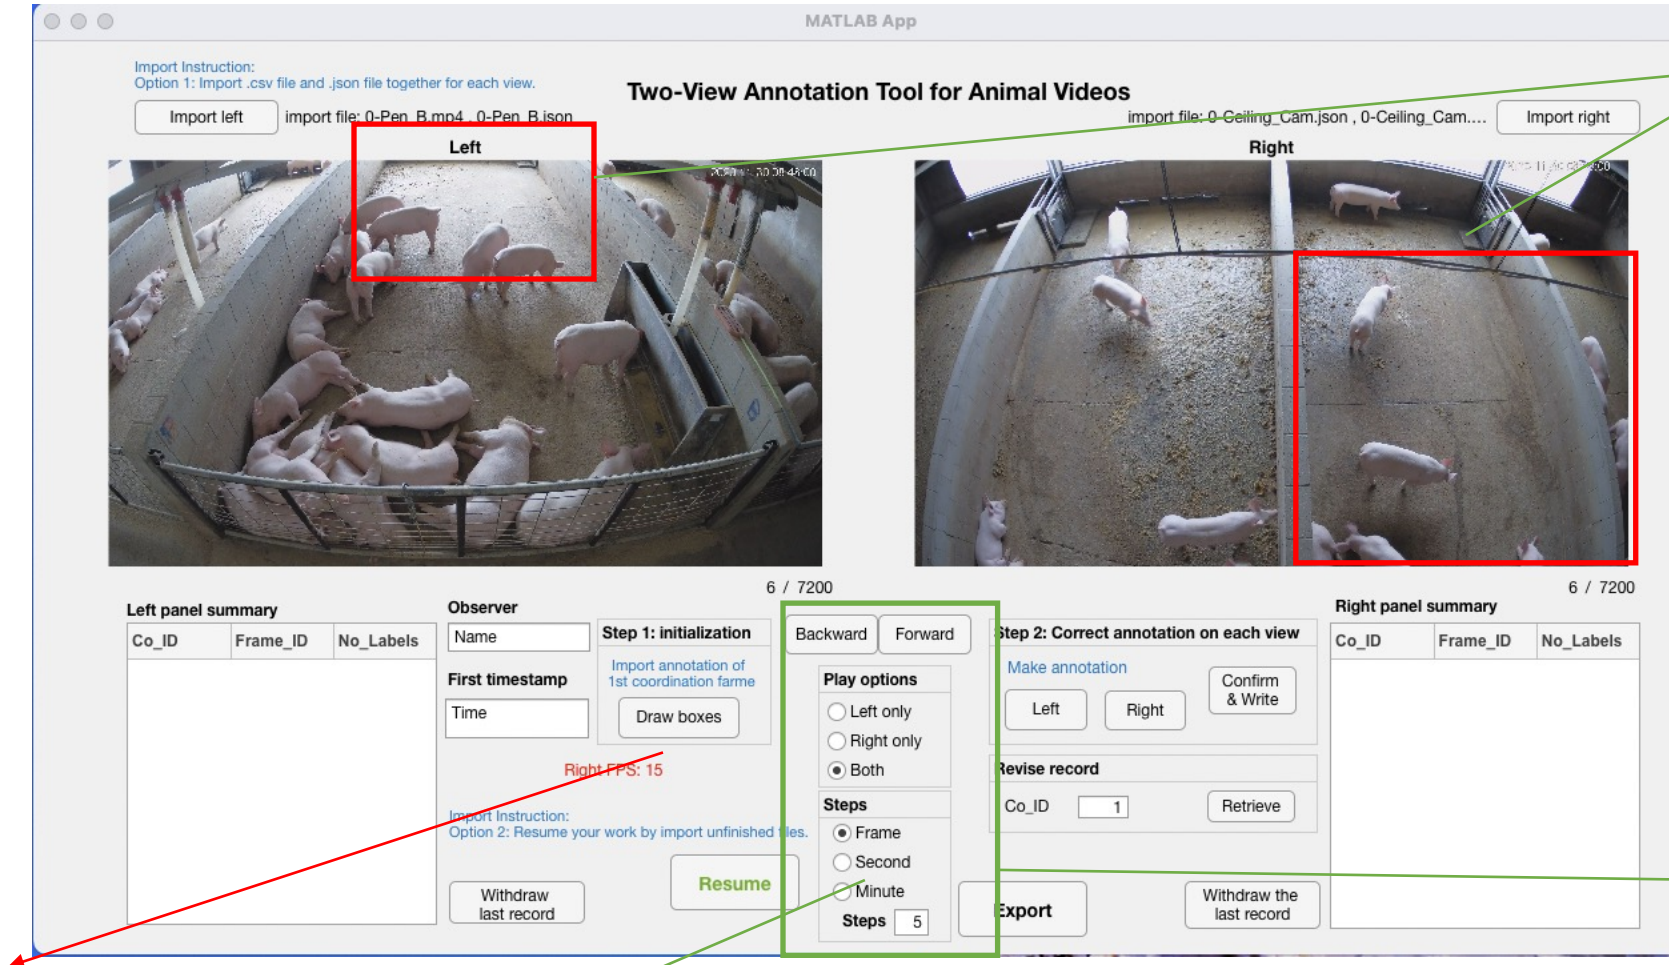 MATLAB App
Import Instruction:
Option 1: Import .csv file and .json file together for each view.
Two-View Annotation Tool for Animal Videos
Import left
import file: 0-Pen_B.mp4 , 0-Pen_B.json
import file: 0-Ceiling_Cam.json , 0-Ceiling_Cam....
Import right
Left
Right
6 / 7200
6 / 7200
Left panel summary
Co_ID Frame_ID No_Labels
Observer
Name
First timestamp
Time
Step 1: initialization
Import annotation of
1st coordination farme
Draw boxes
Right FPS: 15
Import Instruction:
Option 2: Resume your work by import unfinished files.
Withdraw
last record
Resume
Backward
Forward
Play options
Left only
Right only
Both
Steps
Frame
Second
Minute
Steps 5
Step 2: Correct annotation on each view
Make annotation
Left
Right
Confirm
& Write
Revise record
Co_ID 1
Retrieve
Export
Withdraw the
last record
Right panel summary
Co_ID Frame_ID No_Labels